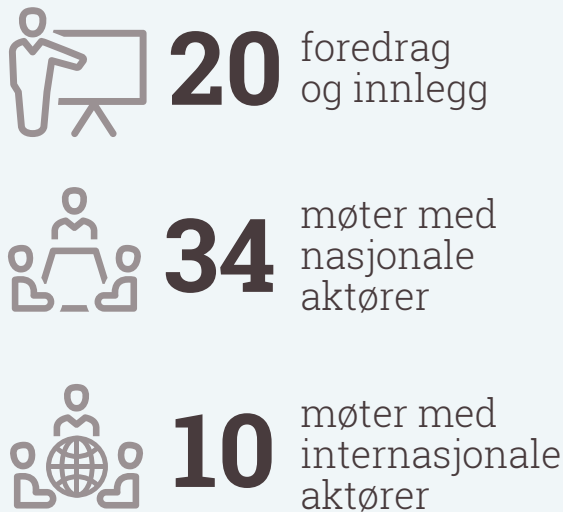 20 foredrag
og innlegg
34 møter med
nasjonale
aktører
10 møter med
internasjonale
aktører